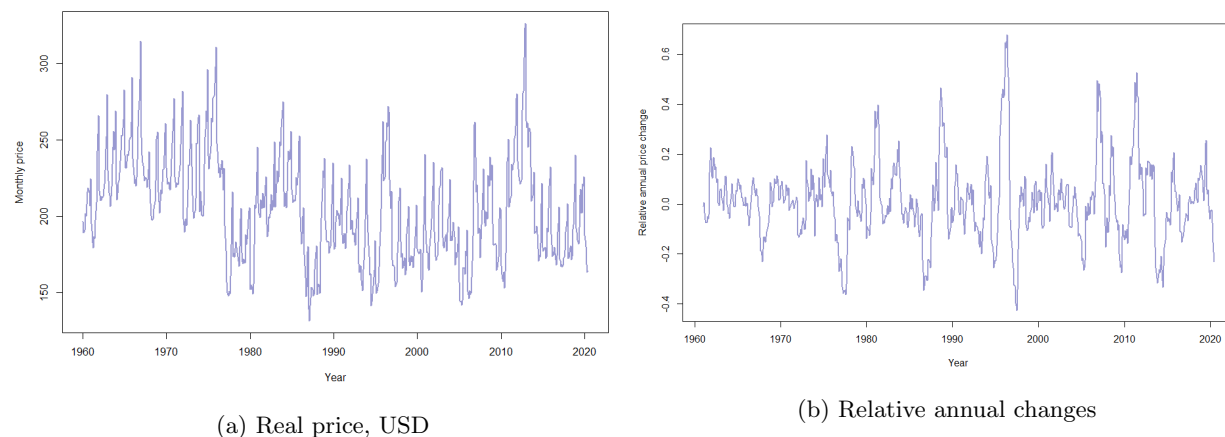 Monthly price
300
250
200
150
1960 1970 1980 1990 2000 2010 2020
Year
(a) Real price, USD
Relative annual price change
0.6
0.4
0.2
0.0
-0.2
-0.4
1960 1970 1980 1990 2000 2010 2020
Year
(b) Relative annual changes